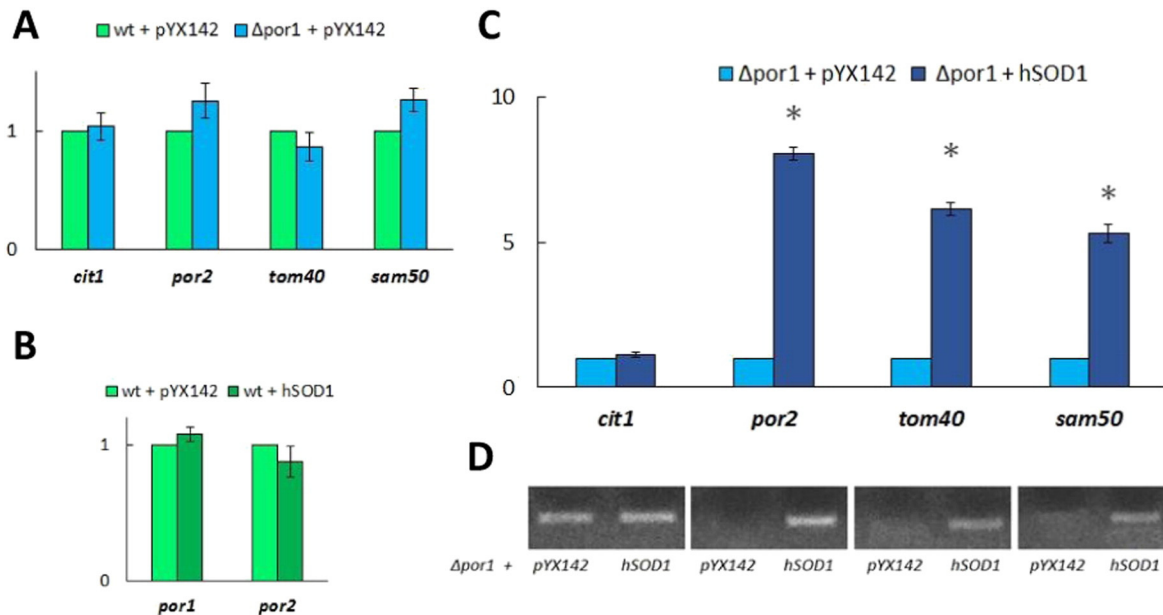 A
wt + pYX142 Δpor1 + pYX142
1
0
cit1 por2 tom40 sam50
B
wt + pYX142 wt + hSOD1
1
0
por1 por2
C
Δpor1 + pYX142 Δpor1 + hSOD1
10
* * *
5
0
cit1 por2 tom40 sam50
D
Δpor1 + pYX142 hSOD1 pYX142 hSOD1 pYX142 hSOD1 pYX142 hSOD1